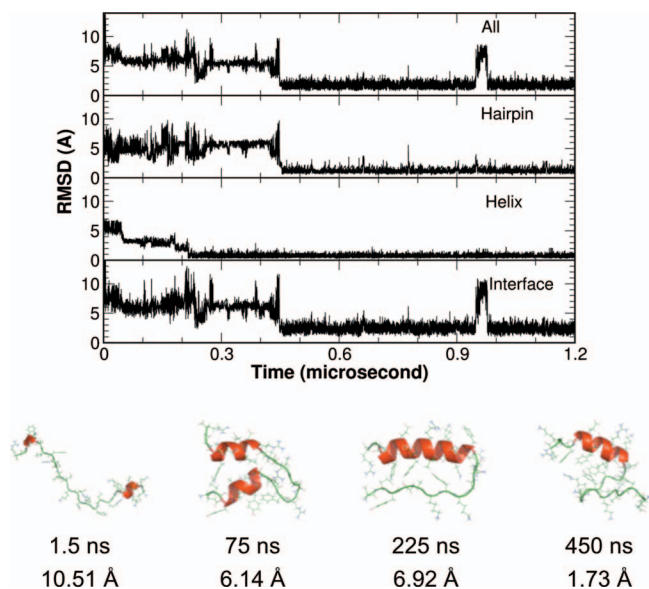 All
10
5
0
Hairpin
10
5
0
RMSD (A)
Helix
10
5
0
Interface
10
5
0
0 0.3 0.6 0.9 1.2
Time (microsecond)
1.5 ns 75 ns 225 ns 450 ns
10.51 Å 6.14 Å 6.92 Å 1.73 Å